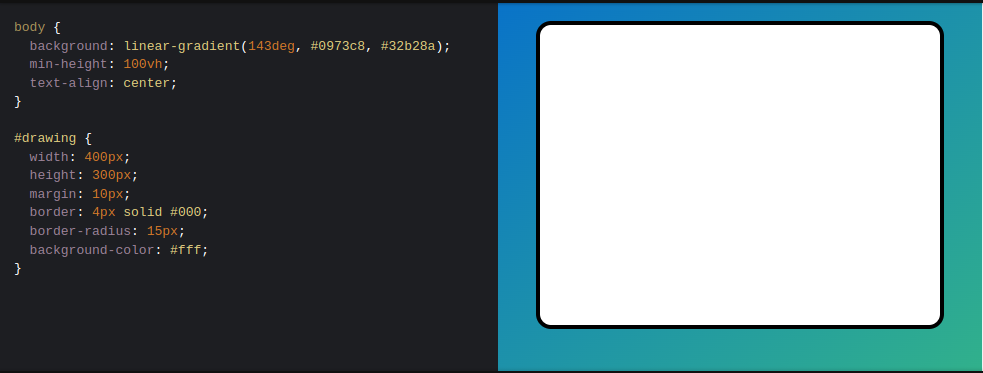 body {
  background: linear-gradient(143deg, #0973c8, #32b28a);
  min-height: 100vh;
  text-align: center;
}

#drawing {
  width: 400px;
  height: 300px;
  margin: 10px;
  border: 4px solid #000;
  border-radius: 15px;
  background-color: #fff;
}